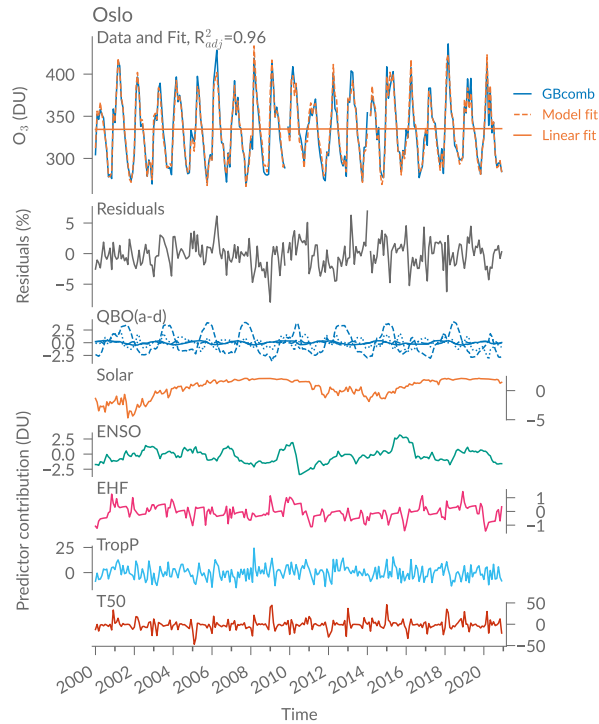 Oslo
Data and Fit, R²adj=0.96
O₃ (DU)
400
350
300
GBcomb
Model fit
Linear fit
Residuals
Residuals (%)
5
0
−5
QBO(a-d)
2.5
0.0
−2.5
Solar
0
−5
Predictor contribution (DU)
ENSO
2.5
0.0
−2.5
EHF
1
0
−1
TropP
25
0
T50
50
0
−50
2000
2002
2004
2006
2008
2010
2012
2014
2016
2018
2020
Time